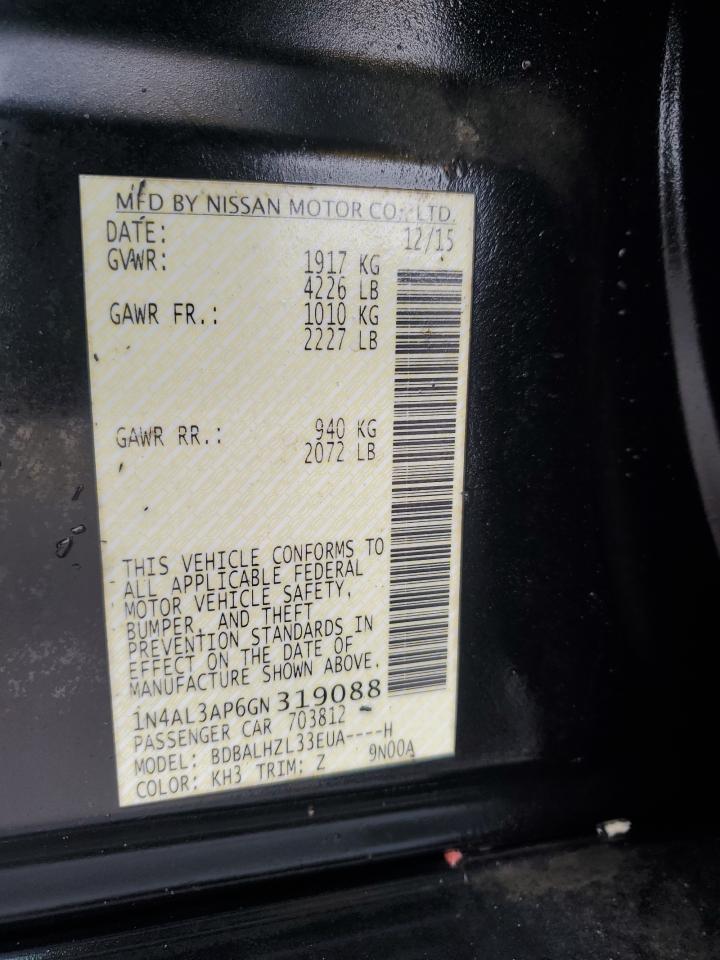 MFD BY NISSAN MOTOR CO., LTD.
DATE: 12/15
GVWR: 1917 KG
4226 LB
GAWR FR.: 1010 KG
2227 LB
GAWR RR.: 940 KG
2072 LB
THIS VEHICLE CONFORMS TO
ALL APPLICABLE FEDERAL
MOTOR VEHICLE SAFETY,
BUMPER, AND THEFT
PREVENTION STANDARDS IN
EFFECT ON THE DATE OF
MANUFACTURE SHOWN ABOVE.
1N4AL3AP6GN 319088
PASSENGER CAR 703812
MODEL: BDBALHZL33EUA----H
COLOR: KH3 TRIM: Z 9N00A